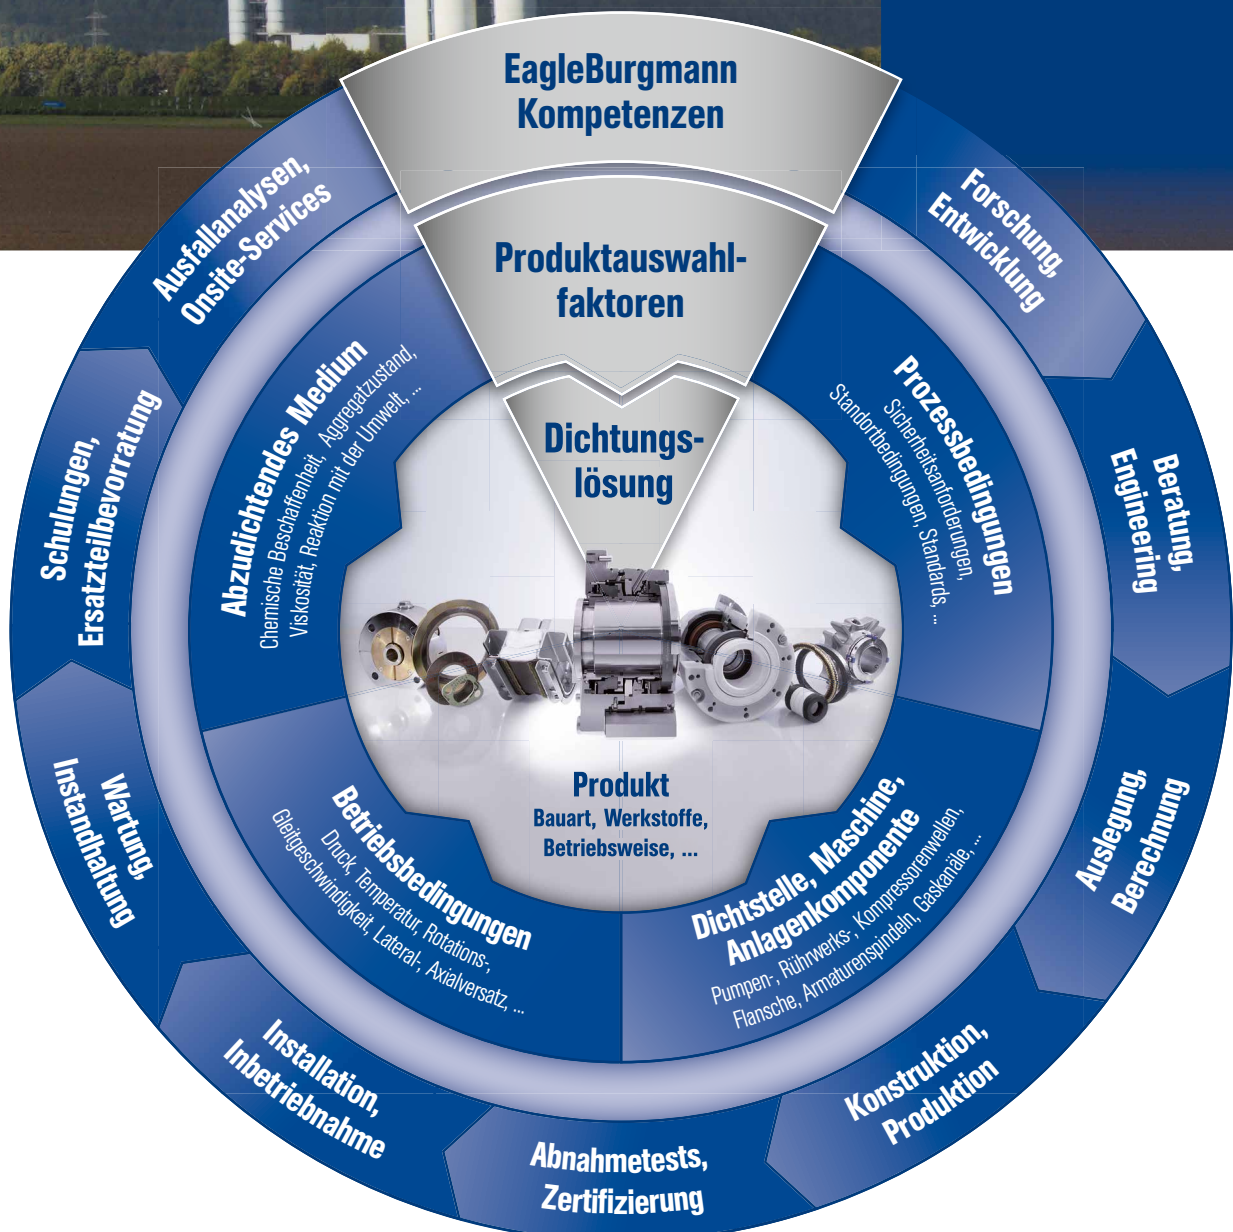 EagleBurgmann
Kompetenzen
Produktauswahl-
faktoren
Dichtungs-
lösung
Forschung,
Entwicklung
Beratung,
Engineering
Auslegung,
Berechnung
Konstruktion,
Produktion
Abnahmetests,
Zertifizierung
Installation,
Inbetriebnahme
Wartung,
Instandhaltung
Schulungen,
Ersatzteilbevorratung
Ausfallanalysen,
Onsite-Services
Prozessbedingungen
Sicherheitsanforderungen,
Standortbedingungen, Standards, ...
Dichtstelle, Maschine,
Anlagenkomponente
Pumpen-, Rührwerks-, Kompressorenwellen,
Flansche, Armaturenspindeln, Gaskanäle, ...
Betriebsbedingungen
Druck, Temperatur, Rotations-,
Gleitgeschwindigkeit, Lateral-, Axialversatz, ...
Abzudichtendes Medium
Chemische Beschaffenheit, Aggregatzustand,
Viskosität, Reaktion mit der Umwelt, ...
Produkt
Bauart, Werkstoffe,
Betriebsweise, ...